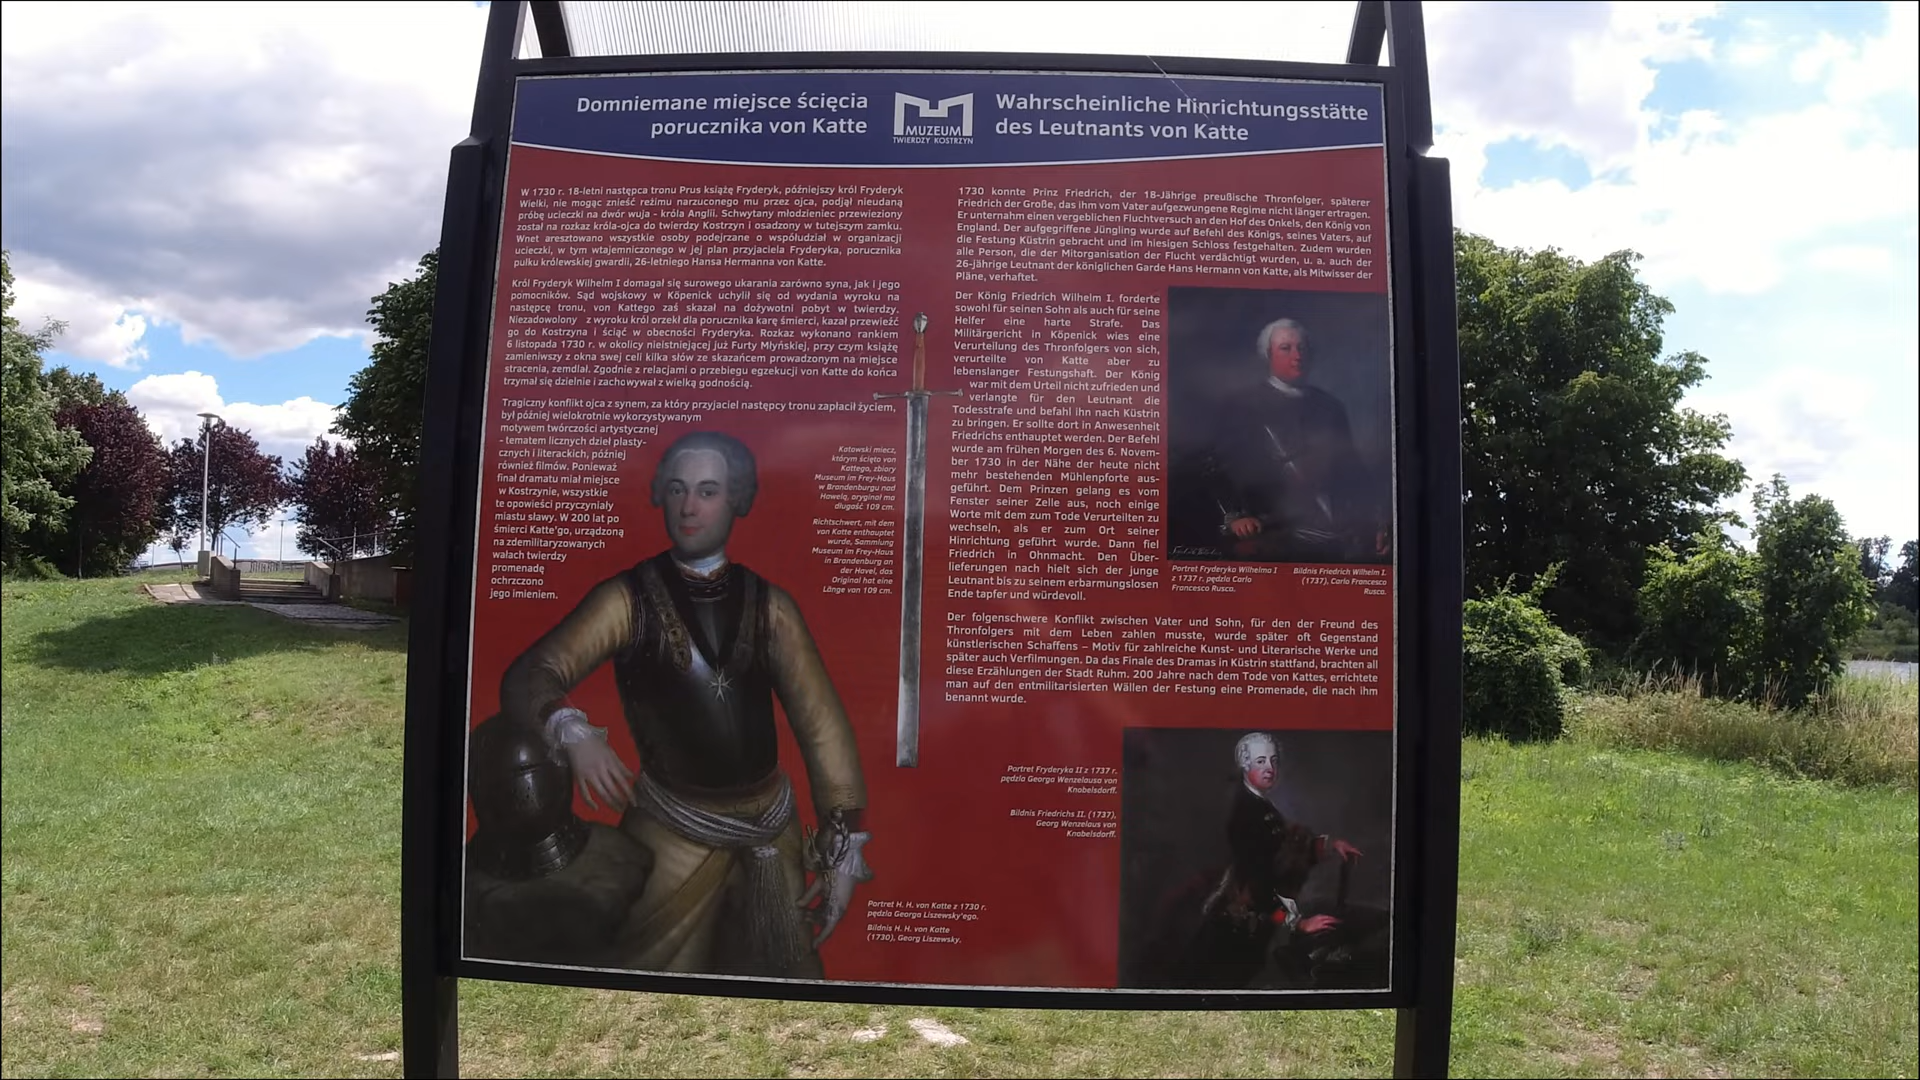 Domniemane miejsce ścięcia
porucznika von Katte
MUZEUM
TWIERDZY KOSTRZYN
Wahrscheinliche Hinrichtungsstätte
des Leutnants von Katte
W 1730 r. 18-letni następca tronu Prus książę Fryderyk, późniejszy król Fryderyk
Wielki, nie mogąc znieść reżimu narzuconego mu przez ojca, podjął nieudaną
próbę ucieczki na dwór wuja - króla Anglii. Schwytany młodzieniec przewieziony
został na rozkaz króla-ojca do twierdzy Kostrzyn i osadzony w tutejszym zamku.
Wnet aresztowano wszystkie osoby podejrzane o współudział w organizacji
ucieczki, w tym wtajemniczonego w jej plan przyjaciela Fryderyka, porucznika
pułku królewskiej gwardii, 26-letniego Hansa Hermanna von Katte.
Król Fryderyk Wilhelm I domagał się surowego ukarania zarówno syna, jak i jego
pomocników. Sąd wojskowy w Köpenick uchylił się od wydania wyroku na
następcę tronu, von Kattego zaś skazał na dożywotni pobyt w twierdzy.
Niezadowolony z wyroku król orzekł dla porucznika karę śmierci, kazał przewieźć
go do Kostrzyna i ściąć w obecności Fryderyka. Rozkaz wykonano rankiem
6 listopada 1730 r. w okolicy nieistniejącej już Furty Młyńskiej, przy czym książę
zamieniwszy z okna swej celi kilka słów ze skazańcem prowadzonym na miejsce
stracenia, zemdlał. Zgodnie z relacjami o przebiegu egzekucji von Katte do końca
trzymał się dzielnie i zachowywał z wielką godnością.
Tragiczny konflikt ojca z synem, za który przyjaciel następcy tronu zapłacił życiem,
był później wielokrotnie wykorzystywanym
motywem twórczości artystycznej
- tematem licznych dzieł plasty-
cznych i literackich, później
również filmów. Ponieważ
finał dramatu miał miejsce
w Kostrzynie, wszystkie
te opowieści przyczyniały
miastu sławy. W 200 lat po
śmierci Katte'go, urządzoną
na zdemilitaryzowanych
wałach twierdzy
promenadę
ochrzczono
jego imieniem.
Katowski miecz,
którym ścięto von
Kattego, zbiory
Museum im Frey-Haus
w Brandenburgu nad
Hawelą, oryginał ma
długość 109 cm.
Richtschwert, mit dem
von Katte enthauptet
wurde, Sammlung
Museum im Frey-Haus
in Brandenburg an
der Havel, das
Original hat eine
Länge von 109 cm.
Portret H. H. von Katte z 1730 r.
pędzla Georga Liszewsky'ego.
Bildnis H. H. von Katte
(1730), Georg Liszewsky.
1730 konnte Prinz Friedrich, der 18-Jährige preußische Thronfolger, späterer
Friedrich der Große, das ihm vom Vater aufgezwungene Regime nicht länger ertragen.
Er unternahm einen vergeblichen Fluchtversuch an den Hof des Onkels, den König von
England. Der aufgegriffene Jüngling wurde auf Befehl des Königs, seines Vaters, auf
die Festung Küstrin gebracht und im hiesigen Schloss festgehalten. Zudem wurden
alle Person, die der Mitorganisation der Flucht verdächtigt wurden, u. a. auch der
26-jährige Leutnant der königlichen Garde Hans Hermann von Katte, als Mitwisser der
Pläne, verhaftet.
Der König Friedrich Wilhelm I. forderte
sowohl für seinen Sohn als auch für seine
Helfer eine harte Strafe. Das
Militärgericht in Köpenick wies eine
Verurteilung des Thronfolgers von sich,
verurteilte von Katte aber zu
lebenslanger Festungshaft. Der König
war mit dem Urteil nicht zufrieden und
verlangte für den Leutnant die
Todesstrafe und befahl ihn nach Küstrin
zu bringen. Er sollte dort in Anwesenheit
Friedrichs enthauptet werden. Der Befehl
wurde am frühen Morgen des 6. Novem-
ber 1730 in der Nähe der heute nicht
mehr bestehenden Mühlenpforte aus-
geführt. Dem Prinzen gelang es vom
Fenster seiner Zelle aus, noch einige
Worte mit dem zum Tode Verurteilten zu
wechseln, als er zum Ort seiner
Hinrichtung geführt wurde. Dann fiel
Friedrich in Ohnmacht. Den Über-
lieferungen nach hielt sich der junge
Leutnant bis zu seinem erbarmungslosen
Ende tapfer und würdevoll.
Portret Fryderyka Wilhelma I
z 1737 r. pędzla Carlo
Francesco Rusca.
Bildnis Friedrich Wilhelm I.
(1737), Carlo Francesco
Rusca.
Der folgenschwere Konflikt zwischen Vater und Sohn, für den der Freund des
Thronfolgers mit dem Leben zahlen musste, wurde später oft Gegenstand
künstlerischen Schaffens – Motiv für zahlreiche Kunst- und Literarische Werke und
später auch Verfilmungen. Da das Finale des Dramas in Küstrin stattfand, brachten all
diese Erzählungen der Stadt Ruhm. 200 Jahre nach dem Tode von Kattes, errichtete
man auf den entmilitarisierten Wällen der Festung eine Promenade, die nach ihm
benannt wurde.
Portret Fryderyka II z 1737 r.
pędzla Georga Wenzelausa von
Knobelsdorff.
Bildnis Friedrichs II. (1737),
Georg Wenzelaus von
Knobelsdorff.